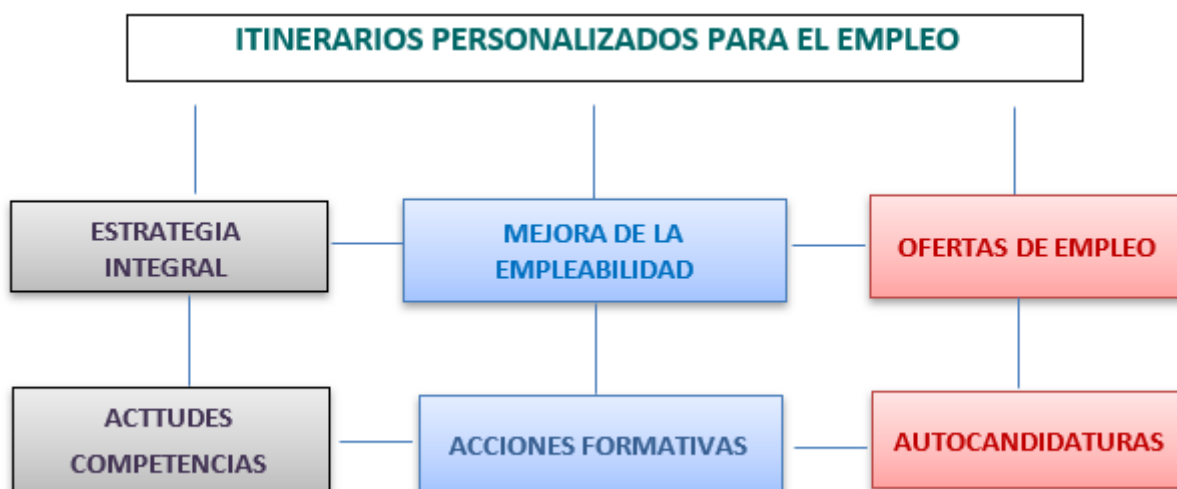 ITINERARIOS PERSONALIZADOS PARA EL EMPLEO
ESTRATEGIA
INTEGRAL
MEJORA DE LA
EMPLEABILIDAD
OFERTAS DE EMPLEO
ACTTUDES
COMPETENCIAS
ACCIONES FORMATIVAS
AUTOCANDIDATURAS